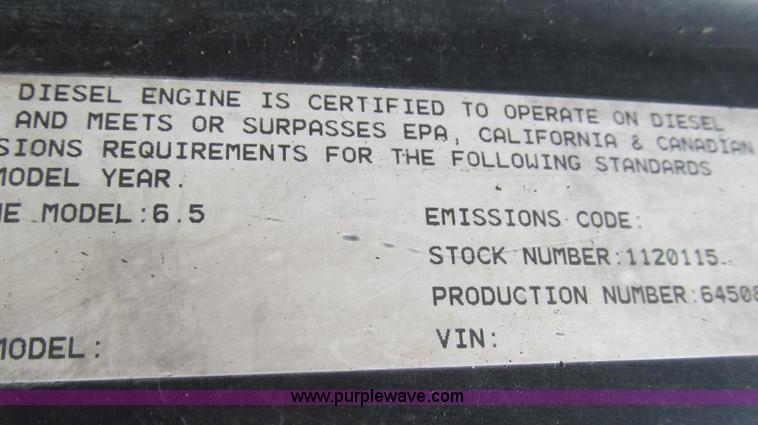 DIESEL ENGINE IS CERTIFIED TO OPERATE ON DIESEL
AND MEETS OR SURPASSES EPA, CALIFORNIA & CANADIAN
SIONS REQUIREMENTS FOR THE FOLLOWING STANDARDS
MODEL YEAR.
NE MODEL:6.5
EMISSIONS CODE:
STOCK NUMBER:1120115
PRODUCTION NUMBER:64508
MODEL:
VIN:
www.purplewave.com